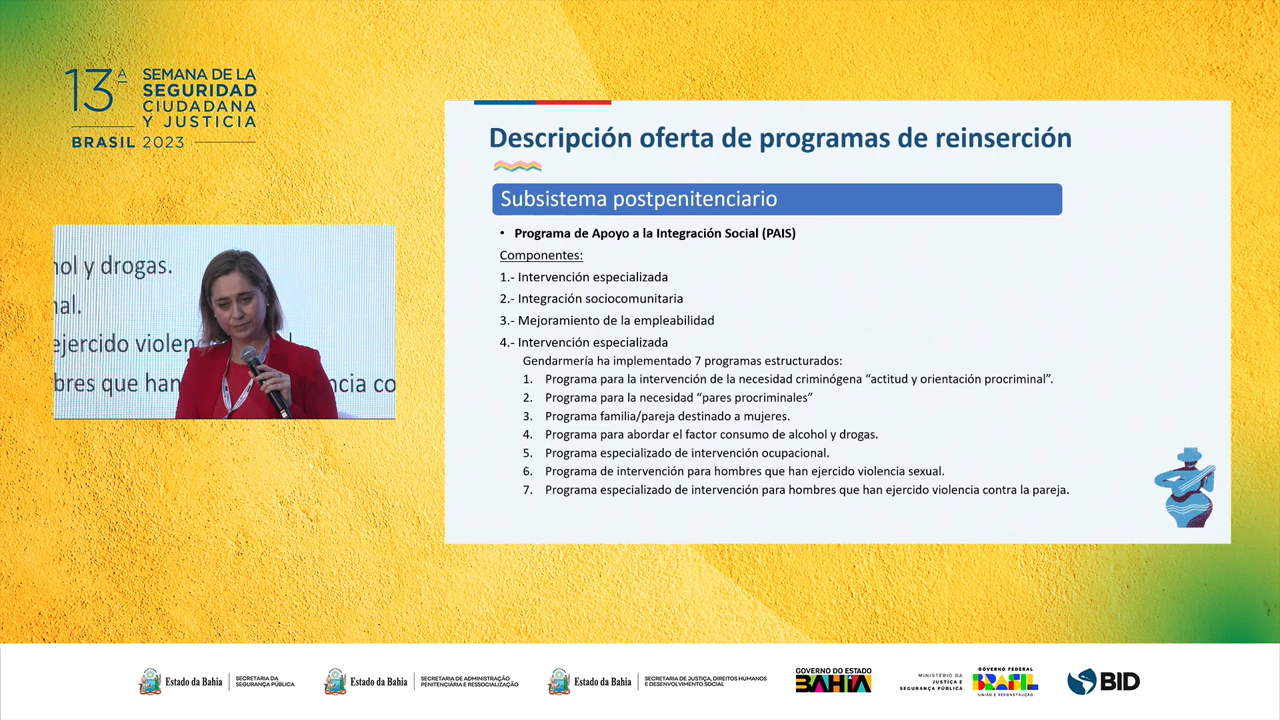 13ᴬ
SEMANA DE LA
SEGURIDAD
CIUDADANA
Y JUSTICIA
BRASIL 2023
hol y drogas.
nal.
ejercido violen
bres que han
ncia co
Descripción oferta de programas de reinserción
Subsistema postpenitenciario
• Programa de Apoyo a la Integración Social (PAIS)
Componentes:
1.- Intervención especializada
2.- Integración sociocomunitaria
3.- Mejoramiento de la empleabilidad
4.- Intervención especializada
Gendarmería ha implementado 7 programas estructurados:
1. Programa para la intervención de la necesidad criminógena “actitud y orientación procriminal”.
2. Programa para la necesidad “pares procriminales”
3. Programa familia/pareja destinado a mujeres.
4. Programa para abordar el factor consumo de alcohol y drogas.
5. Programa especializado de intervención ocupacional.
6. Programa de intervención para hombres que han ejercido violencia sexual.
7. Programa especializado de intervención para hombres que han ejercido violencia contra la pareja.
Estado da Bahia
SECRETARIA DA
SEGURANÇA PÚBLICA
Estado da Bahia
SECRETARIA DE ADMINISTRAÇÃO
PENITENCIÁRIA E RESSOCIALIZAÇÃO
Estado da Bahia
SECRETARIA DE JUSTIÇA, DIREITOS HUMANOS
E DESENVOLVIMENTO SOCIAL
GOVERNO DO ESTADO
BAHIA
MINISTÉRIO DA
JUSTIÇA E
SEGURANÇA PÚBLICA
GOVERNO FEDERAL
BRASIL
UNIÃO E RECONSTRUÇÃO
BID